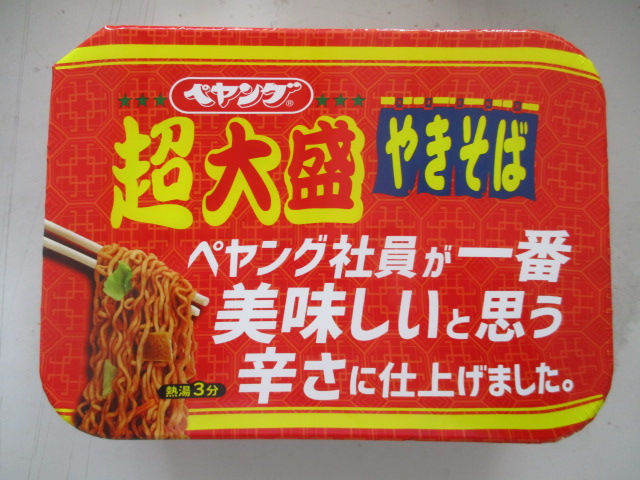 ペヤング®
超大盛
やきそば
ペヤング社員が一番
美味しいと思う
辛さに仕上げました。
熱湯3分